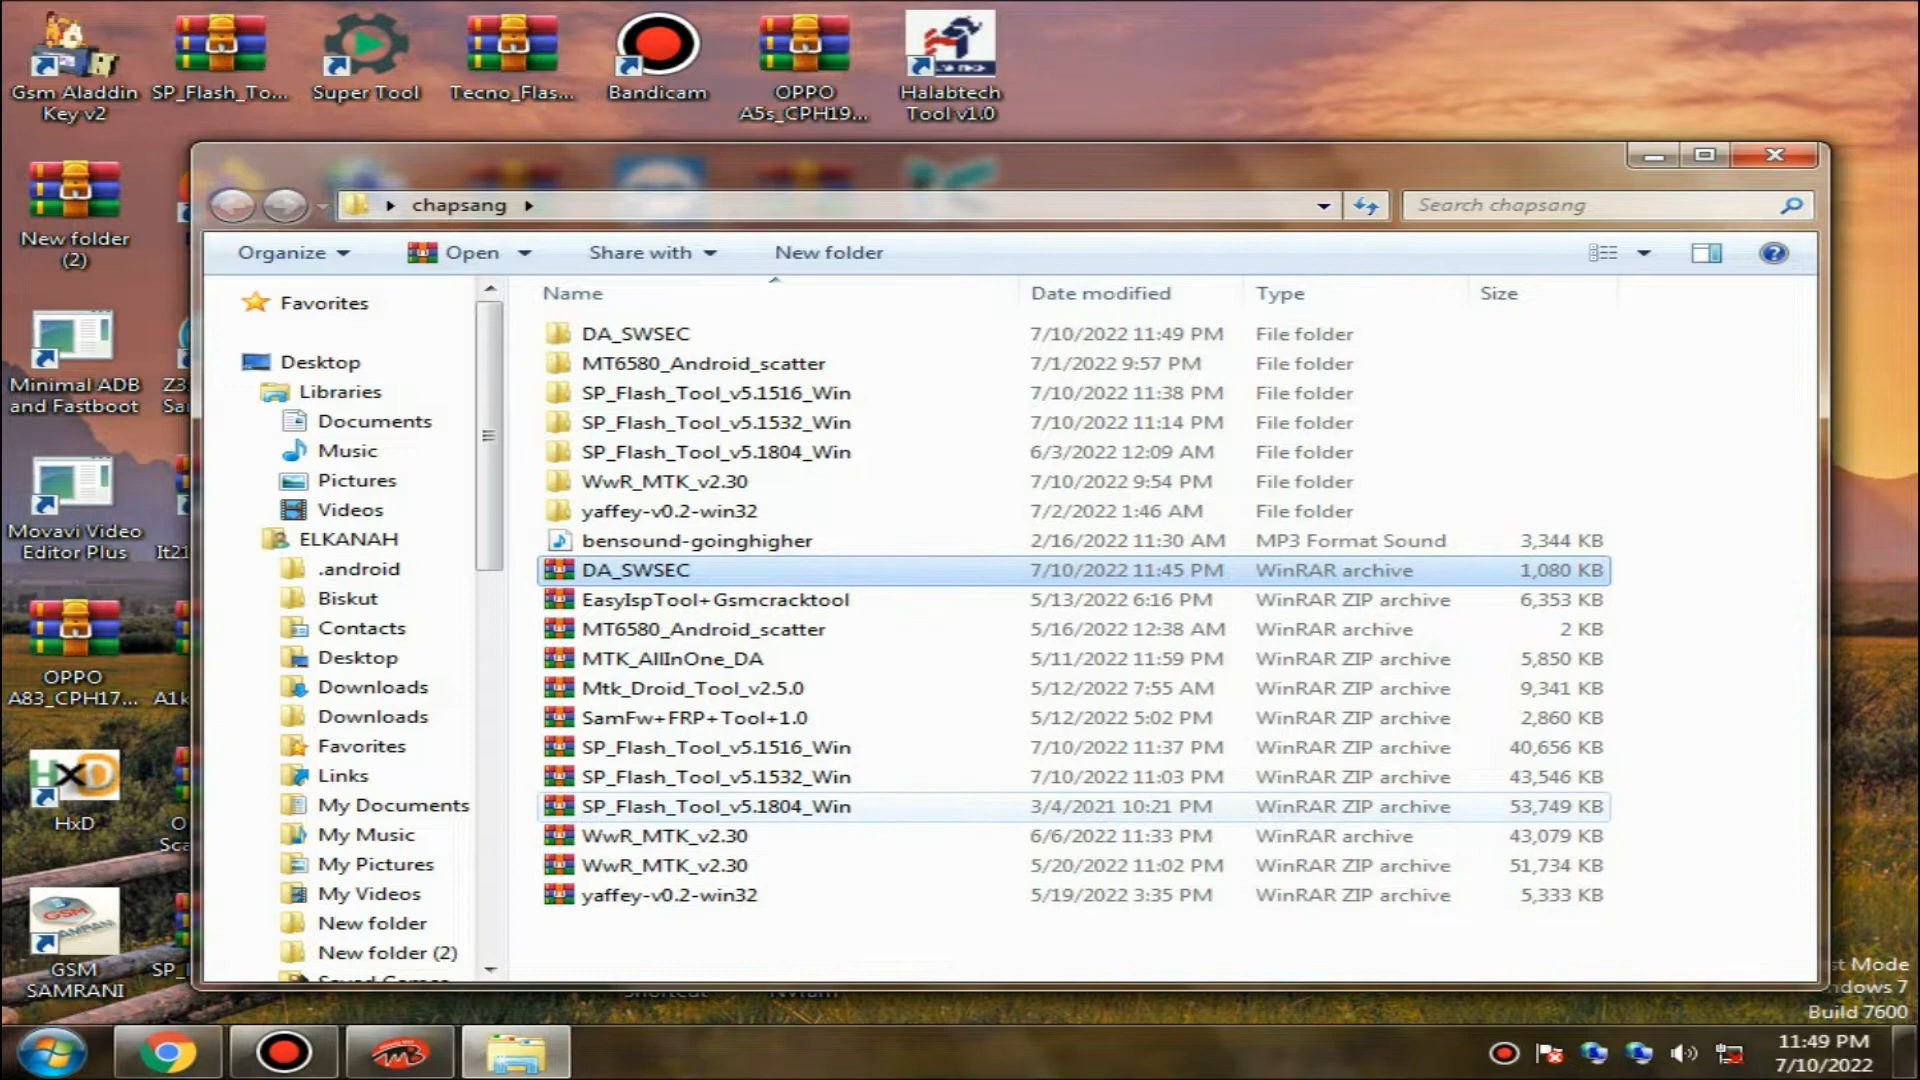 Gsm Aladdin
Key v2
SP_Flash_To...
Super Tool
Tecno_Flas...
Bandicam
OPPO
A5s_CPH19...
Halabtech
Tool v1.0
New folder
(2)
Minimal ADB
and Fastboot
Z3
Sa
Movavi Video
Editor Plus
It21
OPPO
A83_CPH17...
A1k
HxD
HxD
O
Sca
GSM
GSM
SAMRANI
SP_
chapsang
Search chapsang
Organize
Open
Share with
New folder
Favorites
Desktop
Libraries
Documents
Music
Pictures
Videos
ELKANAH
.android
Biskut
Contacts
Desktop
Downloads
Downloads
Favorites
Links
My Documents
My Music
My Pictures
My Videos
New folder
New folder (2)
Saved Games
Name Date modified Type Size
DA_SWSEC 7/10/2022 11:49 PM File folder
MT6580_Android_scatter 7/1/2022 9:57 PM File folder
SP_Flash_Tool_v5.1516_Win 7/10/2022 11:38 PM File folder
SP_Flash_Tool_v5.1532_Win 7/10/2022 11:14 PM File folder
SP_Flash_Tool_v5.1804_Win 6/3/2022 12:09 AM File folder
WwR_MTK_v2.30 7/10/2022 9:54 PM File folder
yaffey-v0.2-win32 7/2/2022 1:46 AM File folder
bensound-goinghigher 2/16/2022 11:30 AM MP3 Format Sound 3,344 KB
DA_SWSEC 7/10/2022 11:45 PM WinRAR archive 1,080 KB
EasyIspTool+Gsmcracktool 5/13/2022 6:16 PM WinRAR ZIP archive 6,353 KB
MT6580_Android_scatter 5/16/2022 12:38 AM WinRAR archive 2 KB
MTK_AllInOne_DA 5/11/2022 11:59 PM WinRAR ZIP archive 5,850 KB
Mtk_Droid_Tool_v2.5.0 5/12/2022 7:55 AM WinRAR ZIP archive 9,341 KB
SamFw+FRP+Tool+1.0 5/12/2022 5:02 PM WinRAR ZIP archive 2,860 KB
SP_Flash_Tool_v5.1516_Win 7/10/2022 11:37 PM WinRAR ZIP archive 40,656 KB
SP_Flash_Tool_v5.1532_Win 7/10/2022 11:03 PM WinRAR ZIP archive 43,546 KB
SP_Flash_Tool_v5.1804_Win 3/4/2021 10:21 PM WinRAR ZIP archive 53,749 KB
WwR_MTK_v2.30 6/6/2022 11:33 PM WinRAR archive 43,079 KB
WwR_MTK_v2.30 5/20/2022 11:02 PM WinRAR ZIP archive 51,734 KB
yaffey-v0.2-win32 5/19/2022 3:35 PM WinRAR ZIP archive 5,333 KB
st Mode
ndows 7
Build 7600
11:49 PM
7/10/2022